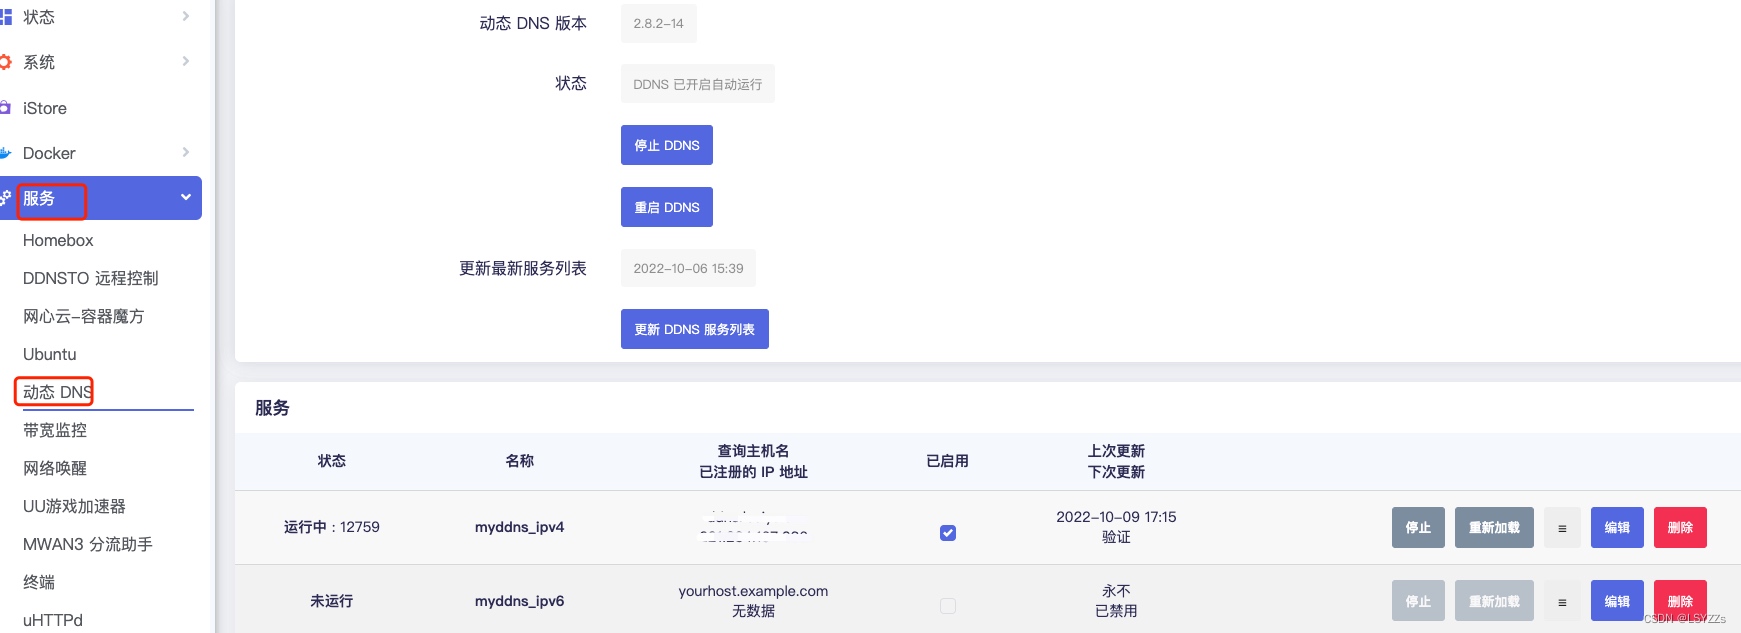 状态
系统
iStore
Docker
服务
Homebox
DDNSTO 远程控制
网心云-容器魔方
Ubuntu
动态 DNS
带宽监控
网络唤醒
UU游戏加速器
MWAN3 分流助手
终端
uHTTPd
动态 DNS 版本
2.8.2-14
状态
DDNS 已开启自动运行
停止 DDNS
重启 DDNS
更新最新服务列表
2022-10-06 15:39
更新 DDNS 服务列表
服务
状态
名称
查询主机名
已注册的 IP 地址
已启用
上次更新
下次更新
运行中 : 12759
myddns_ipv4
2022-10-09 17:15
验证
停止
重新加载
≡
编辑
删除
未运行
myddns_ipv6
yourhost.example.com
无数据
永不
已禁用
停止
重新加载
≡
编辑
删除
CSDN @LSYZZs